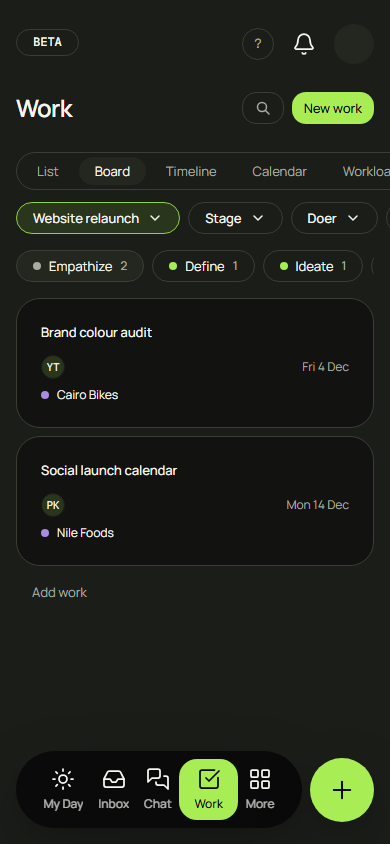 BETA
?
Work
New work
List Board Timeline Calendar Workloa
Website relaunch Stage Doer
Empathize 2 Define 1 Ideate 1
Brand colour audit
YT Fri 4 Dec
Cairo Bikes
Social launch calendar
PK Mon 14 Dec
Nile Foods
Add work
My Day Inbox Chat Work More